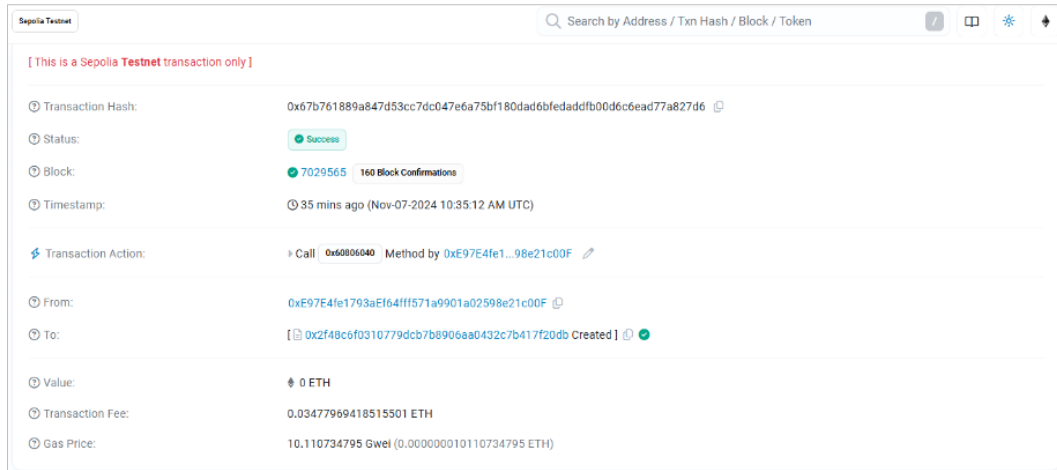 Sepolia Testnet
Search by Address / Txn Hash / Block / Token /
[ This is a Sepolia Testnet transaction only ]
Transaction Hash: 0x67b761889a847d53cc7dc047e6a75bf180dad6bfedaddfb00d6c6ead77a827d6
Status: Success
Block: 7029565 160 Block Confirmations
Timestamp: 35 mins ago (Nov-07-2024 10:35:12 AM UTC)
Transaction Action: Call 0x60806040 Method by 0xE97E4fe1...98e21c00F
From: 0xE97E4fe1793aEf64fff571a9901a02598e21c00F
To: [ 0x2f48c6f0310779dcb7b8906aa0432c7b417f20db Created ]
Value: 0 ETH
Transaction Fee: 0.03477969418515501 ETH
Gas Price: 10.110734795 Gwei (0.000000010110734795 ETH)